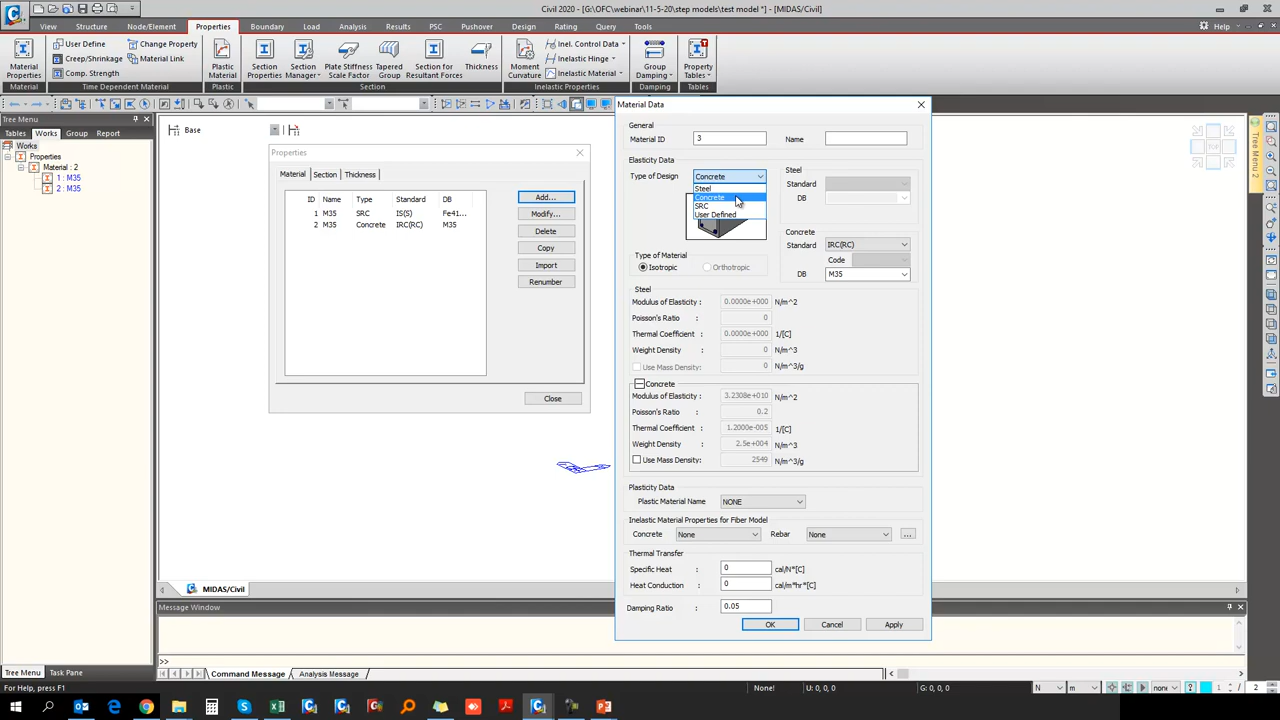 Civil 2020 - [G:\OFC\webinar\11-5-20\step models\test model *] - [MIDAS/Civil]
View Structure Node/Element Properties Boundary Load Analysis Results PSC Pushover Design Rating Query Tools Help
Material Properties
User Define Change Property
Creep/Shrinkage Material Link
Comp. Strength
Plastic Material
Section Properties
Section Manager
Plate Stiffness Scale Factor
Tapered Group
Section for Resultant Forces
Thickness
Moment Curvature
Inel. Control Data
Inelastic Hinge
Inelastic Material
Group Damping
Property Tables
Material Time Dependent Material Plastic Section Inelastic Properties Damping Tables
Tree Menu
Tables Works Group Report
Works
Properties
Material : 2
1 : M35
2 : M35
Base
Properties
Material Section Thickness
ID Name Type Standard DB
1 M35 SRC IS(S) Fe41...
2 M35 Concrete IRC(RC) M35
Add...
Modify...
Delete
Copy
Import
Renumber
Close
Material Data
General
Material ID 3 Name
Elasticity Data
Type of Design Concrete
Steel
Concrete
SRC
User Defined
Steel
Standard
DB
Concrete
Standard IRC(RC)
Code
DB M35
Type of Material
Isotropic Orthotropic
Steel
Modulus of Elasticity : 0.0000e+000 N/m^2
Poisson's Ratio : 0
Thermal Coefficient : 0.0000e+000 1/[C]
Weight Density : 0 N/m^3
Use Mass Density: 0 N/m^3/g
Concrete
Modulus of Elasticity : 3.2308e+010 N/m^2
Poisson's Ratio : 0.2
Thermal Coefficient : 1.2000e-005 1/[C]
Weight Density : 2.5e+004 N/m^3
Use Mass Density: 2549 N/m^3/g
Plasticity Data
Plastic Material Name NONE
Inelastic Material Properties for Fiber Model
Concrete None Rebar None ...
Thermal Transfer
Specific Heat : 0 cal/N*[C]
Heat Conduction : 0 cal/m*hr*[C]
Damping Ratio : 0.05
OK Cancel Apply
TOP
Tree Menu 2
MIDAS/Civil
Message Window
>>
Tree Menu Task Pane
Command Message Analysis Message
For Help, press F1
None! U: 0, 0, 0 G: 0, 0, 0 N m none ? 1 2